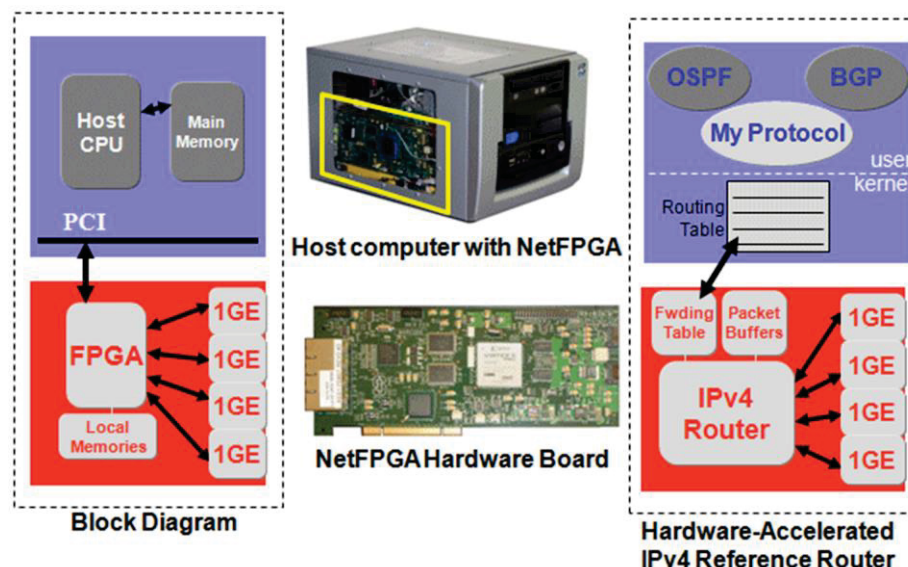 Host
CPU
Main
Memory
PCI
FPGA
1GE
1GE
1GE
1GE
Local
Memories
Block Diagram
Host computer with NetFPGA
NetFPGA Hardware Board
OSPF
BGP
My Protocol
user
kernel
Routing
Table
Fwding
Table
Packet
Buffers
IPv4
Router
1GE
1GE
1GE
1GE
Hardware-Accelerated
IPv4 Reference Router